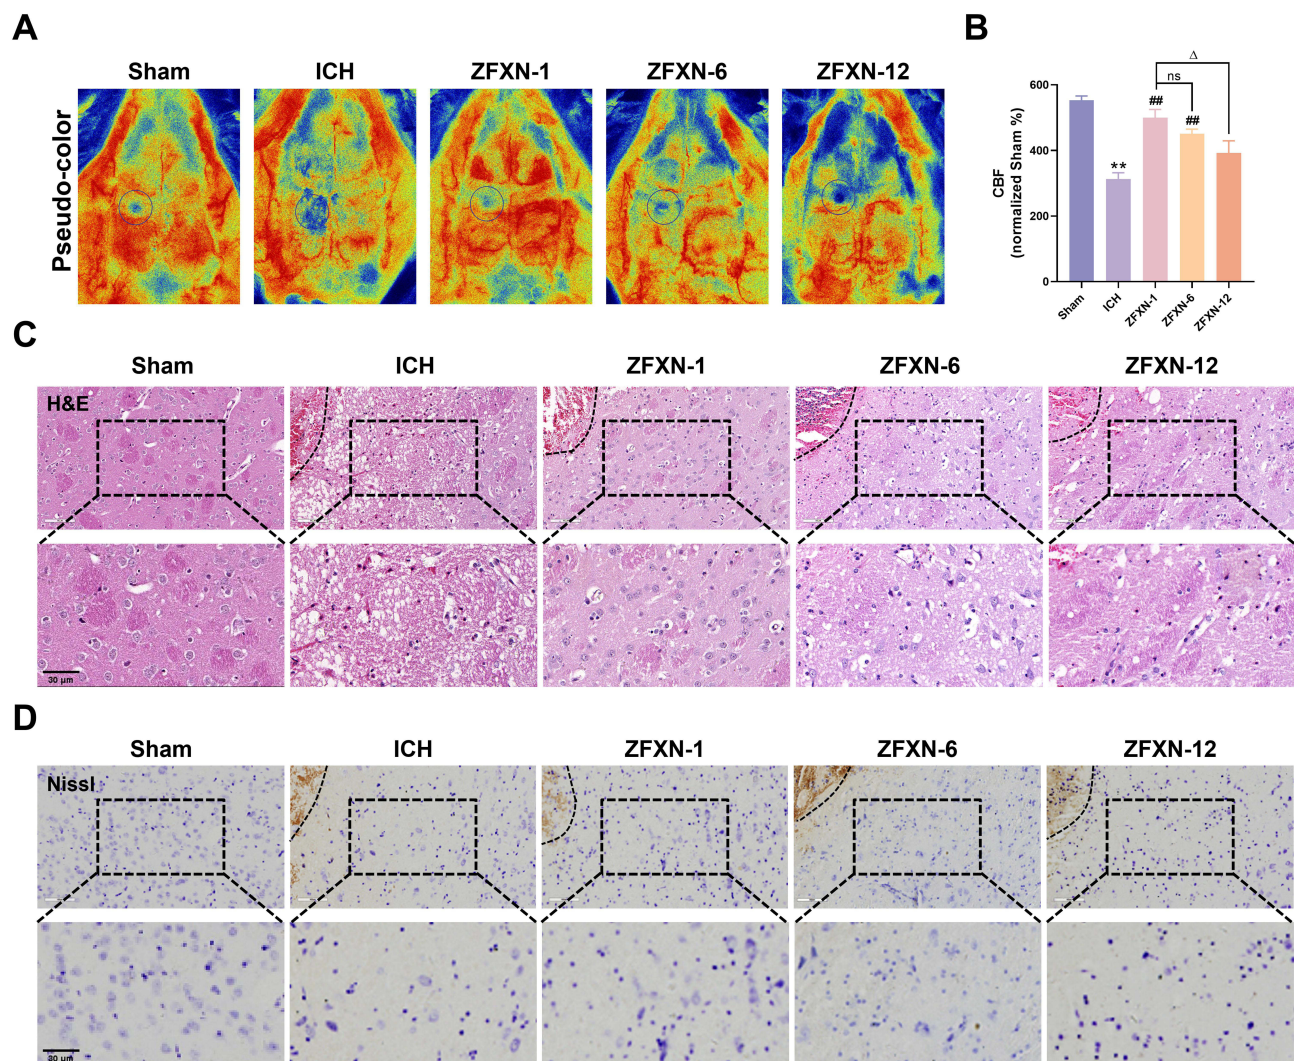 A
Sham
ICH
ZFXN-1
ZFXN-6
ZFXN-12
Pseudo-color
B
CBF
(normalized Sham %)
600
400
200
0
**
##
##
ns
Δ
Sham
ICH
ZFXN-1
ZFXN-6
ZFXN-12
C
Sham
ICH
ZFXN-1
ZFXN-6
ZFXN-12
H&E
30 μm
D
Sham
ICH
ZFXN-1
ZFXN-6
ZFXN-12
Nissl
30 μm